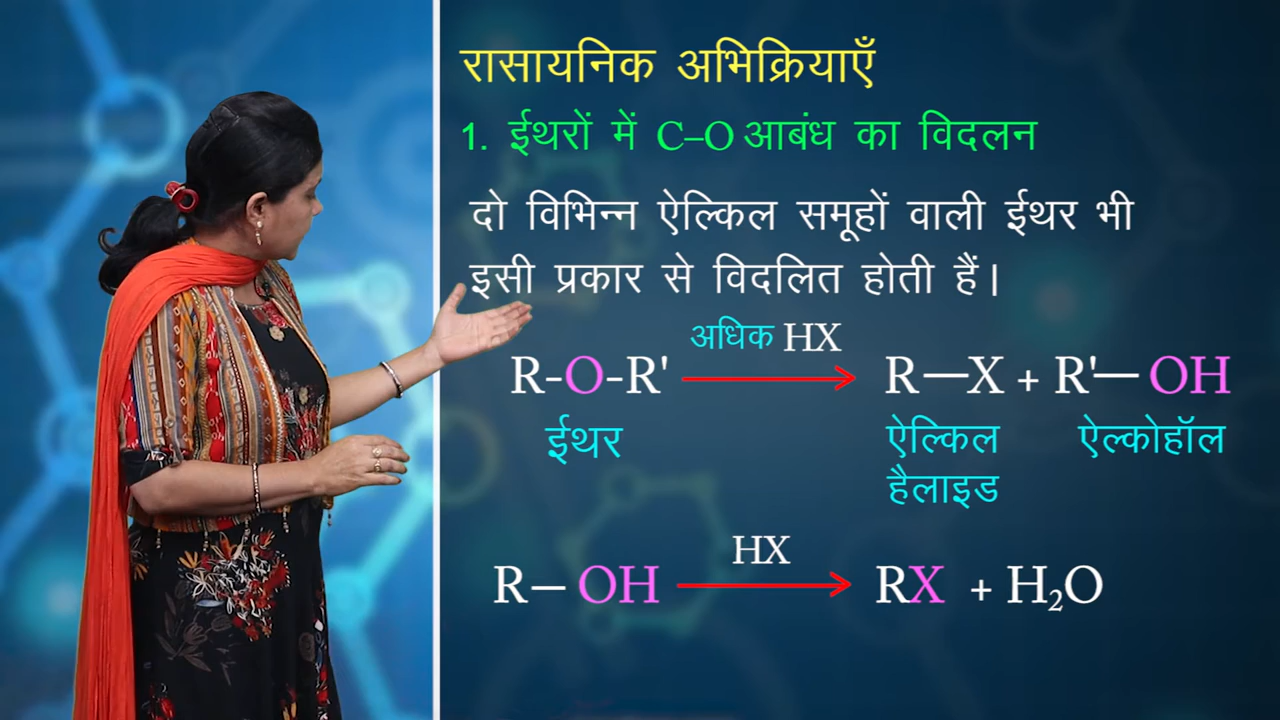 रासायनिक अभिक्रियाएँ
1. ईथरों में C–O आबंध का विदलन
दो विभिन्न ऐल्किल समूहों वाली ईथर भी
इसी प्रकार से विदलित होती हैं।
अधिक HX
R-O-R' → R—X + R'—OH
ईथर ऐल्किल ऐल्कोहॉल
हैलाइड
HX
R–OH → RX + H₂O